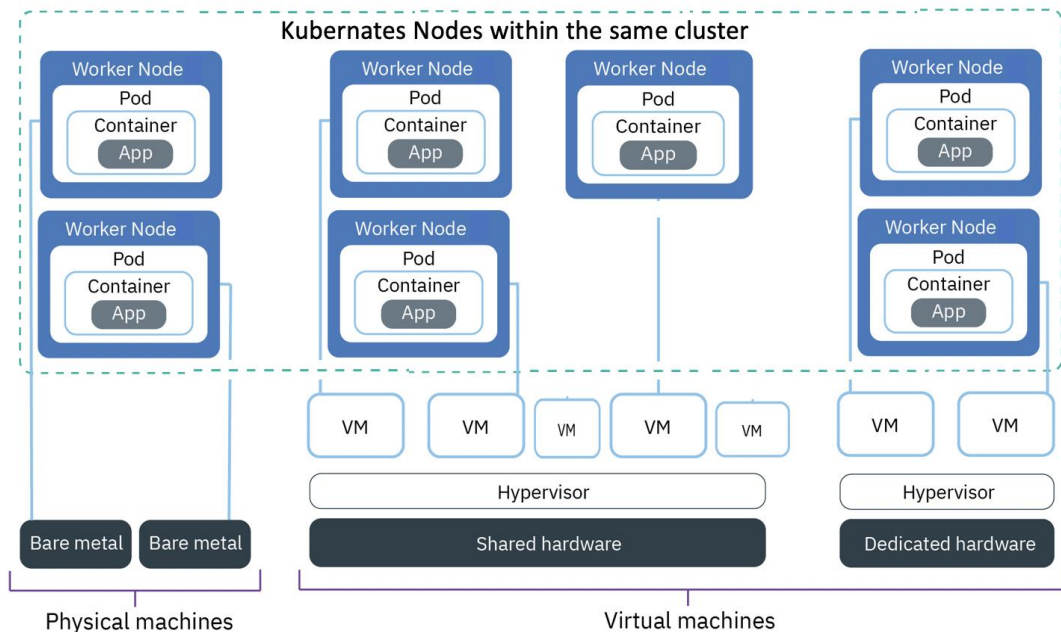 Kubernates Nodes within the same cluster
Worker Node
Pod
Container
App
Worker Node
Pod
Container
App
Worker Node
Pod
Container
App
Worker Node
Pod
Container
App
Worker Node
Pod
Container
App
Worker Node
Pod
Container
App
Worker Node
Pod
Container
App
VM
VM
VM
VM
VM
VM
VM
Hypervisor
Hypervisor
Bare metal
Bare metal
Shared hardware
Dedicated hardware
Physical machines
Virtual machines